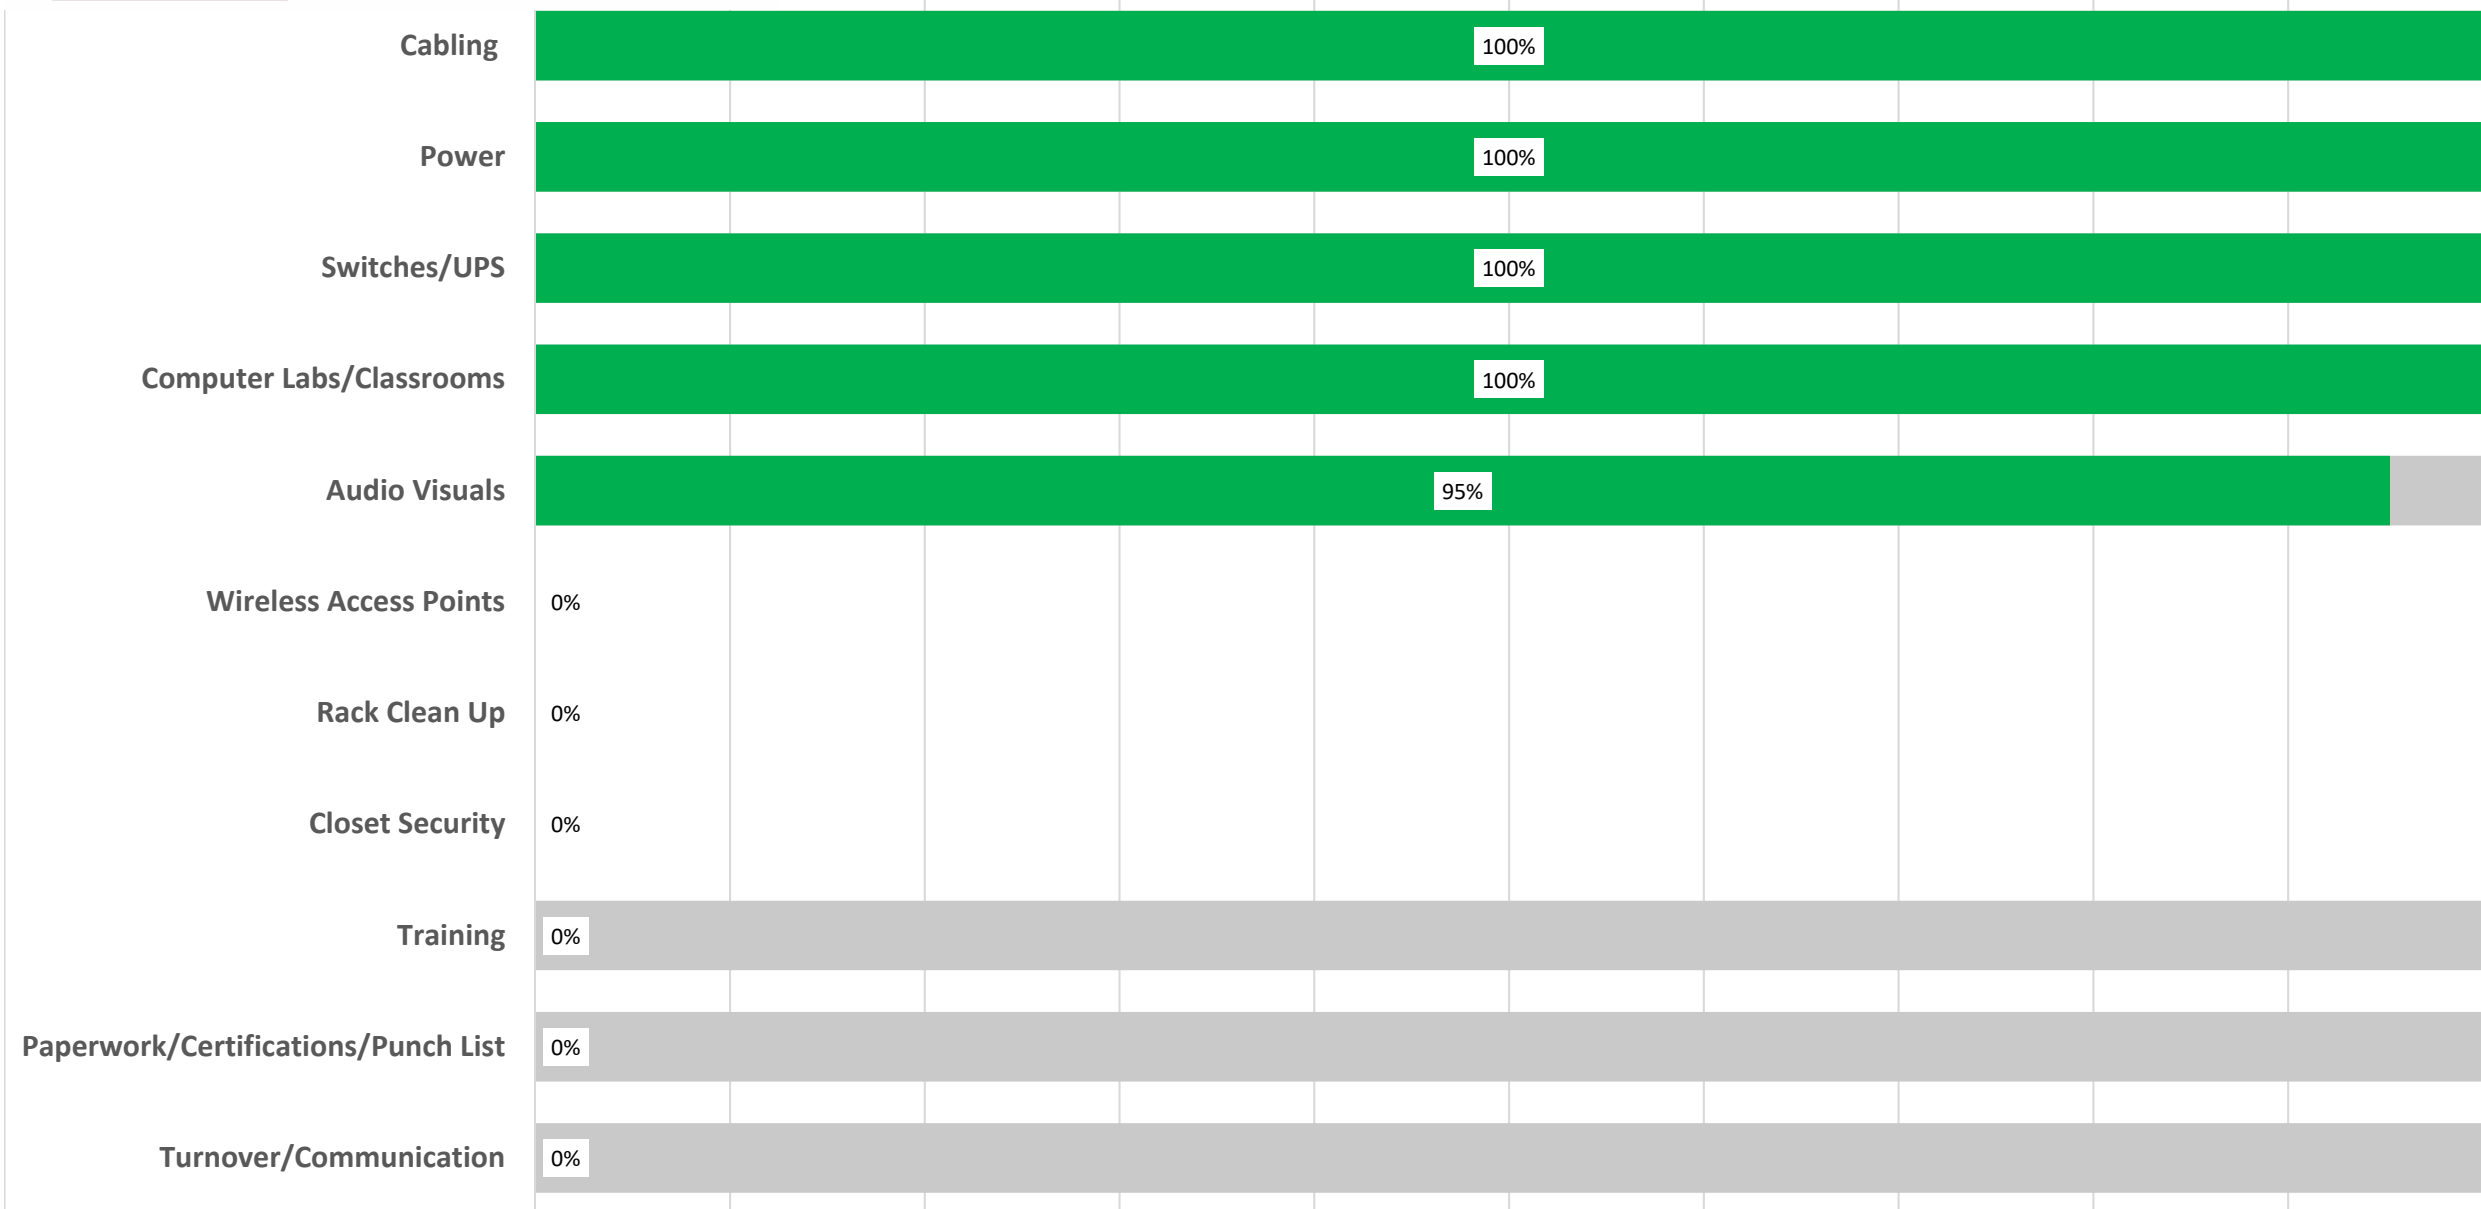 Cabling 100%
Power 100%
Switches/UPS 100%
Computer Labs/Classrooms 100%
Audio Visuals 95%
Wireless Access Points 0%
Rack Clean Up 0%
Closet Security 0%
Training 0%
Paperwork/Certifications/Punch List 0%
Turnover/Communication 0%